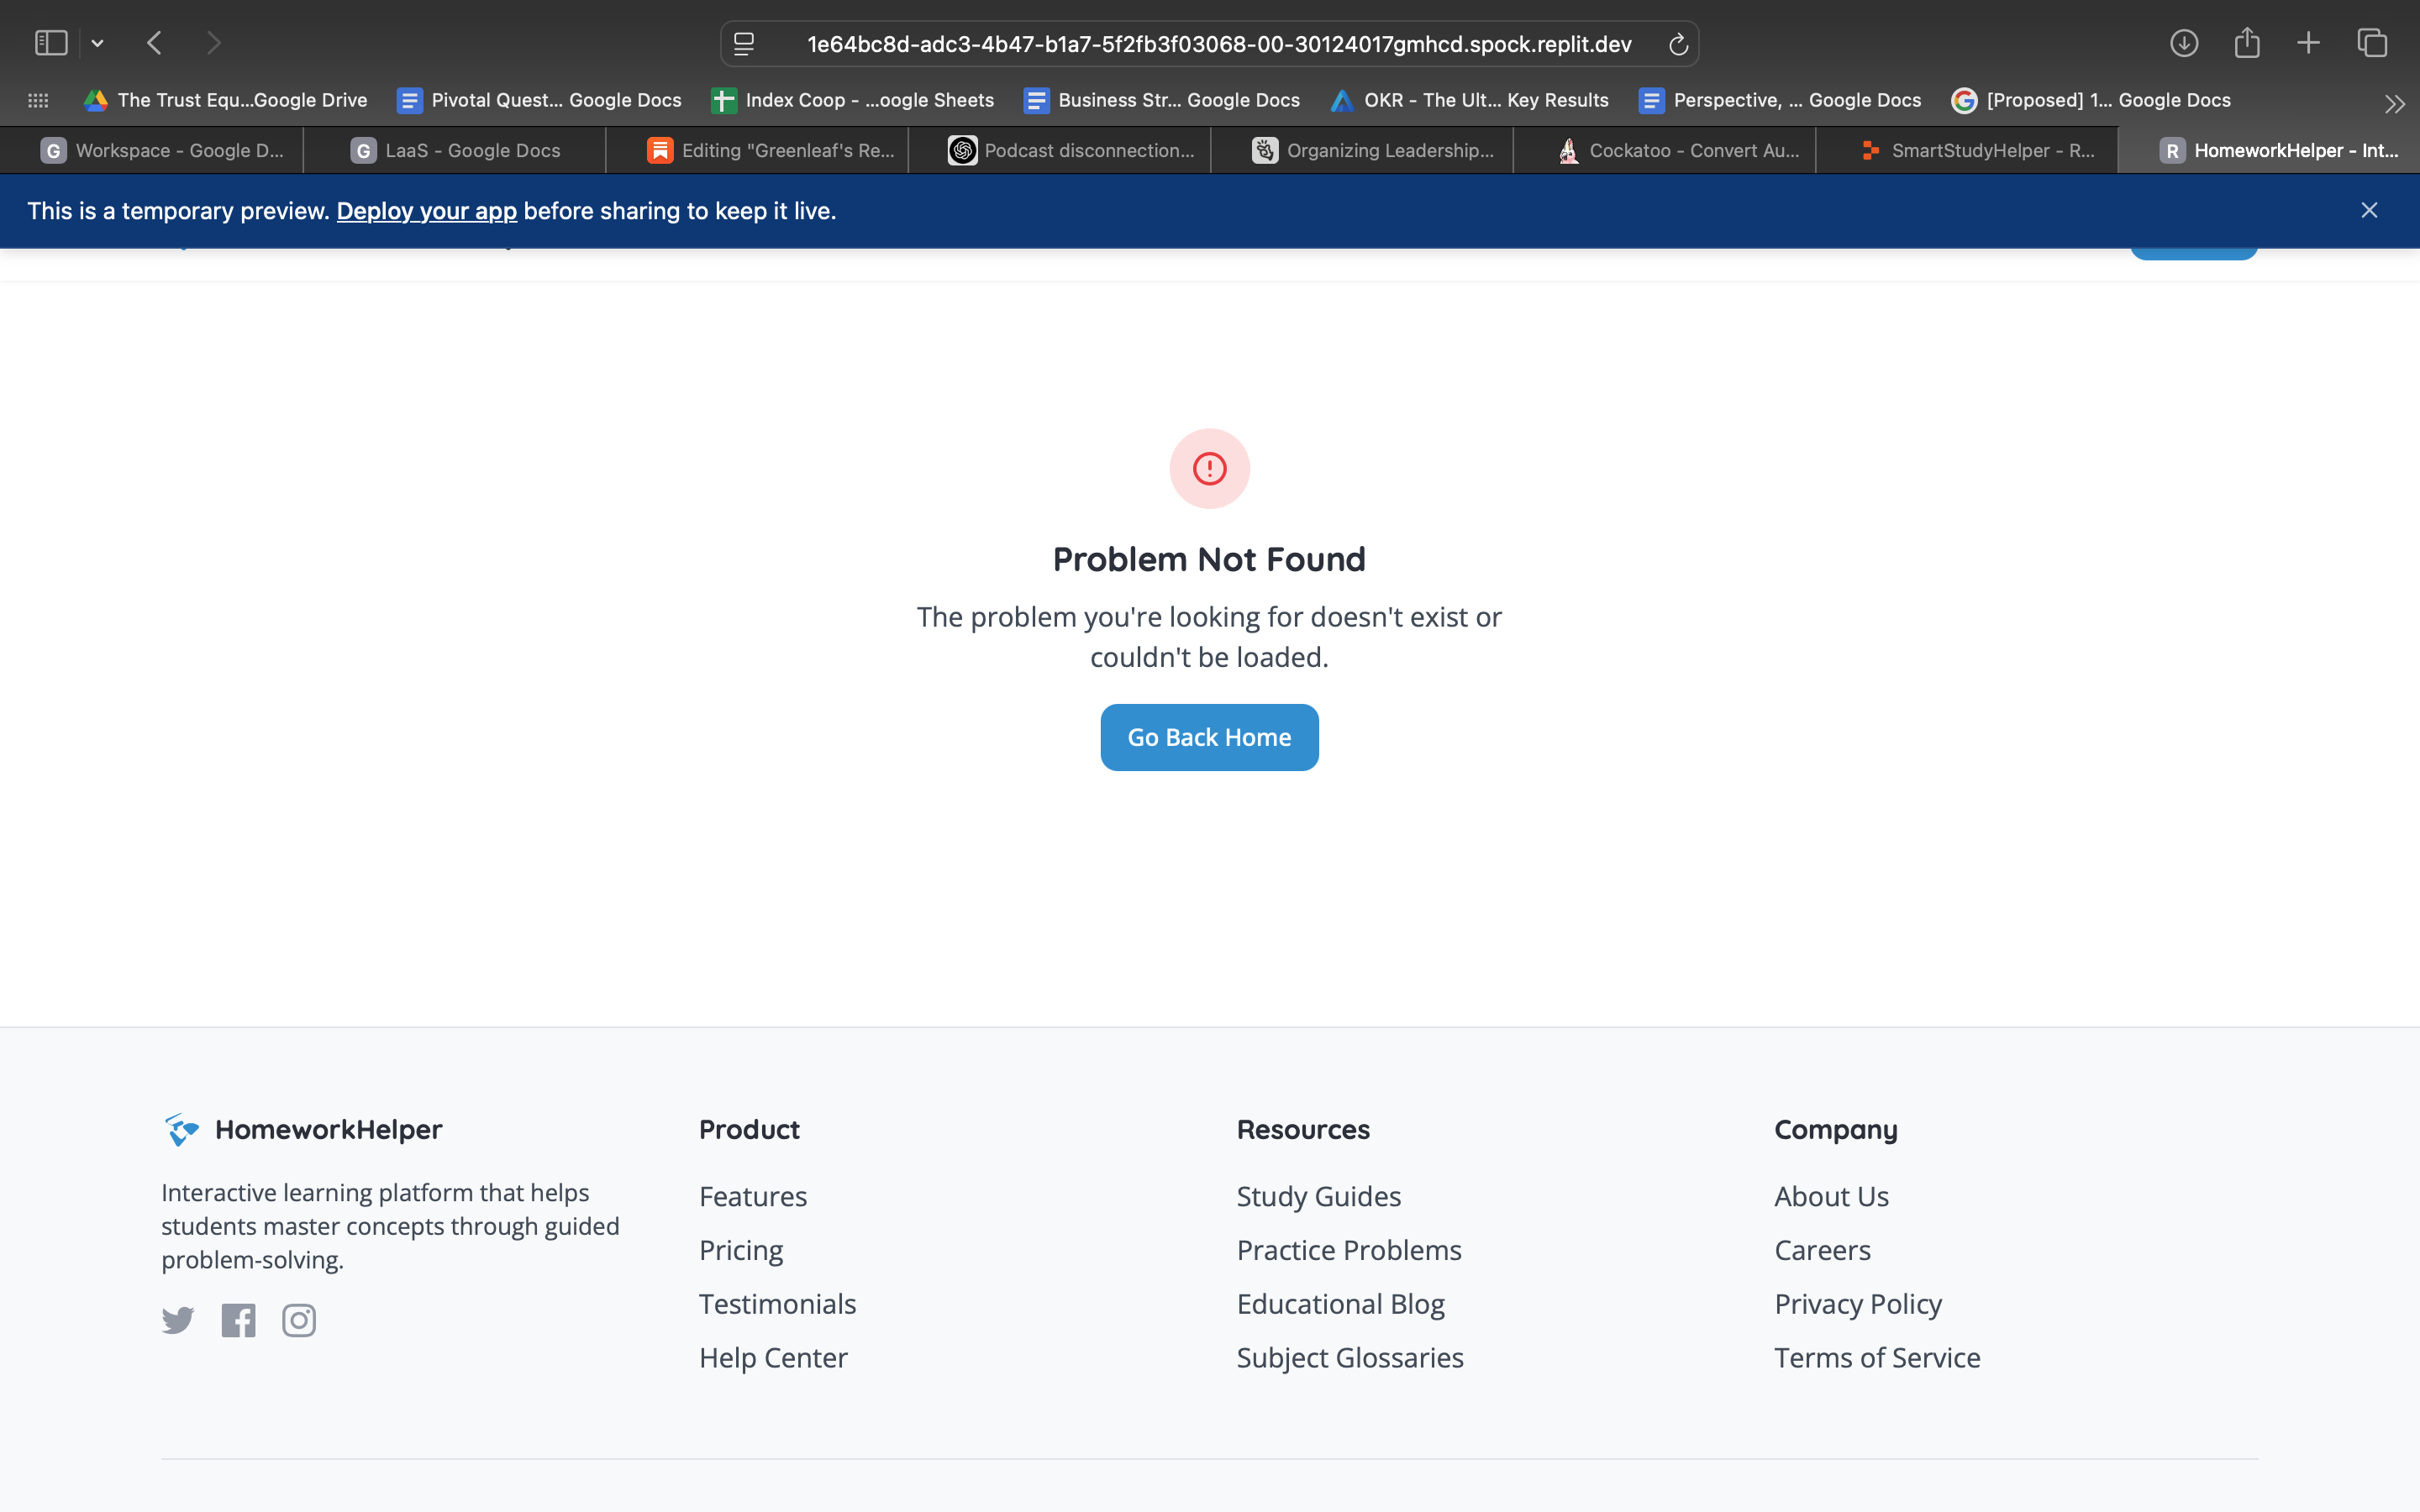 1e64bc8d-adc3-4b47-b1a7-5f2fb3f03068-00-30124017gmhcd.spock.replit.dev
The Trust Equ...Google Drive
Pivotal Quest... Google Docs
Index Coop - ...oogle Sheets
Business Str... Google Docs
OKR - The Ult... Key Results
Perspective, ... Google Docs
[Proposed] 1... Google Docs
G Workspace - Google D...
G LaaS - Google Docs
Editing "Greenleaf's Re...
Podcast disconnection...
Organizing Leadership...
Cockatoo - Convert Au...
SmartStudyHelper - R...
R HomeworkHelper - Int...
This is a temporary preview. Deploy your app before sharing to keep it live.
Problem Not Found
The problem you're looking for doesn't exist or
couldn't be loaded.
Go Back Home
HomeworkHelper
Interactive learning platform that helps
students master concepts through guided
problem-solving.
Product
Features
Pricing
Testimonials
Help Center
Resources
Study Guides
Practice Problems
Educational Blog
Subject Glossaries
Company
About Us
Careers
Privacy Policy
Terms of Service